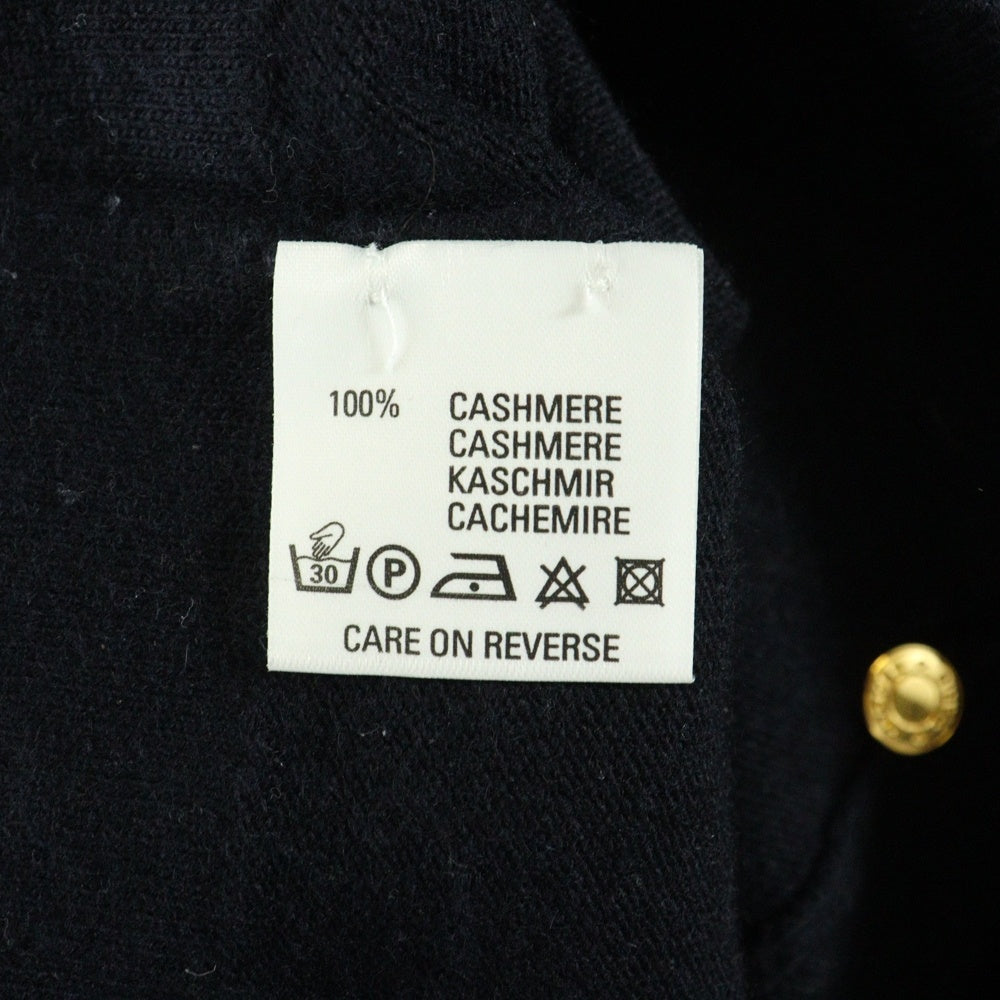 100% CASHMERE
CASHMERE
KASCHMIR
CACHEMIRE
30 P
CARE ON REVERSE